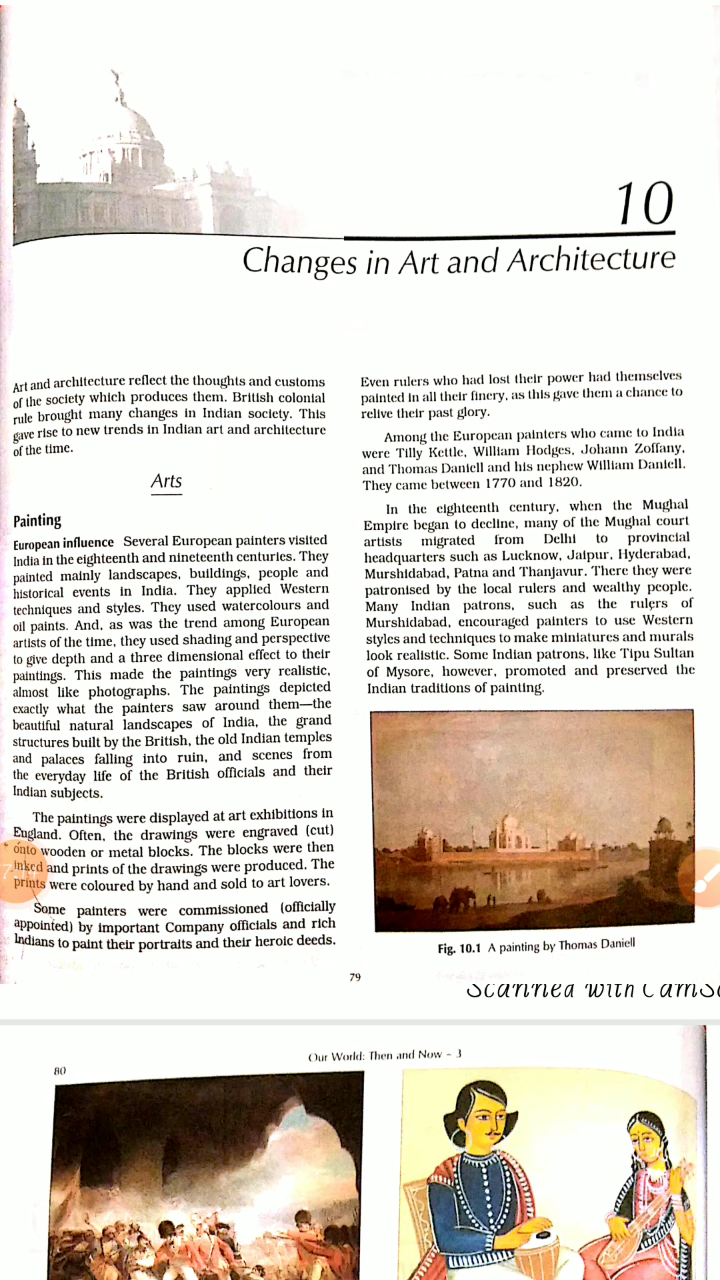 10
Changes in Art and Architecture
Art and architecture reflect the thoughts and customs
of the society which produces them. British colonial
rule brought many changes in Indian society. This
gave rise to new trends in Indian art and architecture
of the time.
Arts
Painting
European influence Several European painters visited
India in the eighteenth and nineteenth centuries. They
painted mainly landscapes, buildings, people and
historical events in India. They applied Western
techniques and styles. They used watercolours and
oil paints. And, as was the trend among European
artists of the time, they used shading and perspective
to give depth and a three dimensional effect to their
paintings. This made the paintings very realistic,
almost like photographs. The paintings depicted
exactly what the painters saw around them—the
beautiful natural landscapes of India, the grand
structures built by the British, the old Indian temples
and palaces falling into ruin, and scenes from
the everyday life of the British officials and their
Indian subjects.
The paintings were displayed at art exhibitions in
England. Often, the drawings were engraved (cut)
onto wooden or metal blocks. The blocks were then
inked and prints of the drawings were produced. The
prints were coloured by hand and sold to art lovers.
Some painters were commissioned (officially
appointed) by important Company officials and rich
Indians to paint their portraits and their heroic deeds.
Even rulers who had lost their power had themselves
painted in all their finery, as this gave them a chance to
relive their past glory.
Among the European painters who came to India
were Tilly Kettle, William Hodges, Johann Zoffany,
and Thomas Daniell and his nephew William Daniell.
They came between 1770 and 1820.
In the eighteenth century, when the Mughal
Empire began to decline, many of the Mughal court
artists migrated from Delhi to provincial
headquarters such as Lucknow, Jaipur, Hyderabad,
Murshidabad, Patna and Thanjavur. There they were
patronised by the local rulers and wealthy people.
Many Indian patrons, such as the rulers of
Murshidabad, encouraged painters to use Western
styles and techniques to make miniatures and murals
look realistic. Some Indian patrons, like Tipu Sultan
of Mysore, however, promoted and preserved the
Indian traditions of painting.
Fig. 10.1 A painting by Thomas Daniell
79
Scanned with CamSc
80
Our World: Then and Now – 3